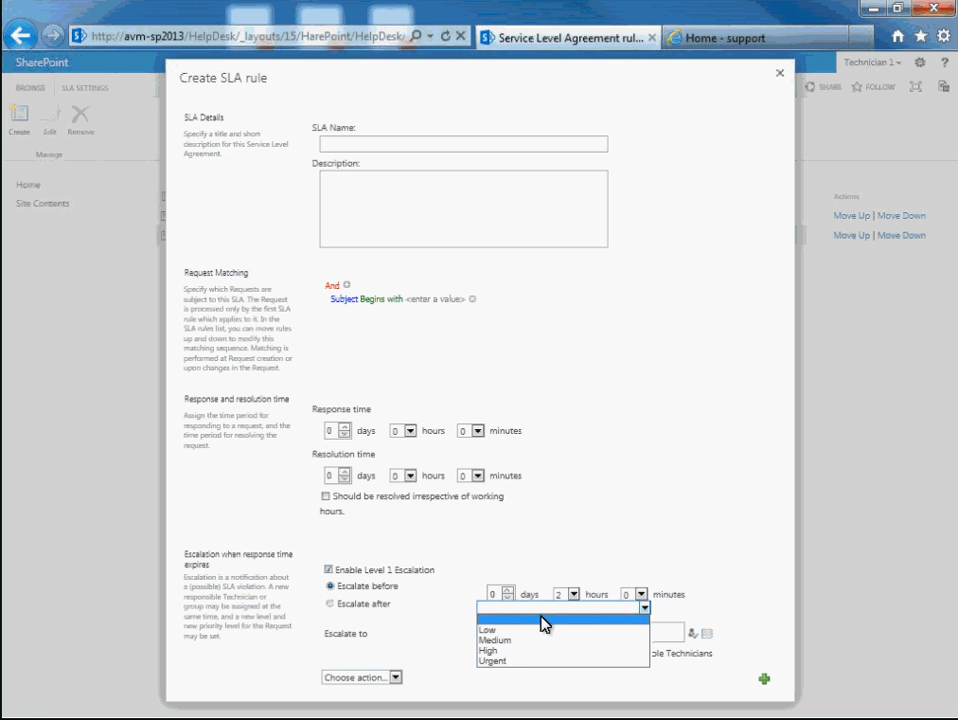 http://avm-sp2013/HelpDesk/_layouts/15/HarePoint/HelpDesk/
Service Level Agreement rul...
Home - support
SharePoint
Technician 1
BROWSE
SLA SETTINGS
SHARE
FOLLOW
Create
Edit
Remove
Manage
Home
Site Contents
Actions
Move Up | Move Down
Move Up | Move Down
Create SLA rule
SLA Details
Specify a title and short
description for this Service Level
Agreement.
SLA Name:
Description:
Request Matching
Specify which Requests are
subject to this SLA. The Request
is processed only by the first SLA
rule which applies to it. In the
SLA rules list, you can move rules
up and down to modify this
matching sequence. Matching is
performed at Request creation or
upon changes in the Request.
And
Subject Begins with <enter a value>
Response and resolution time
Assign the time period for
responding to a request, and the
time period for resolving the
request.
Response time
0 days 0 hours 0 minutes
Resolution time
0 days 0 hours 0 minutes
Should be resolved irrespective of working
hours.
Escalation when response time
expires
Escalation is a notification about
a (possible) SLA violation. A new
responsible Technician or
group may be assigned at the
same time, and a new level and
new priority level for the Request
may be set.
Enable Level 1 Escalation
Escalate before
0 days 2 hours 0 minutes
Escalate after
Low
Medium
High
Urgent
Escalate to
ble Technicians
Choose action...